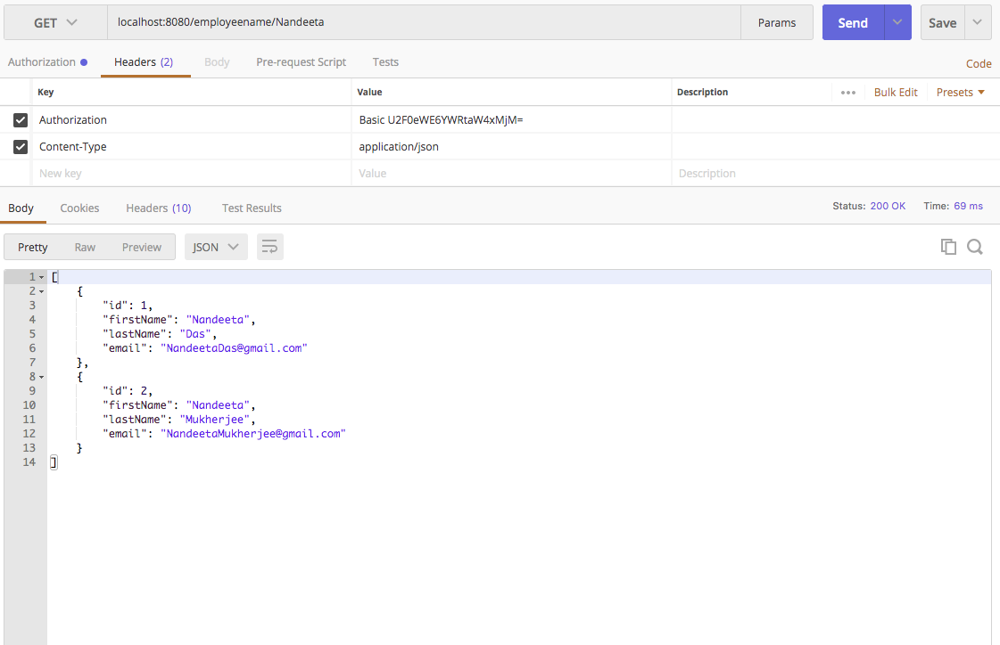 GET localhost:8080/employeename/Nandeeta Params Send Save
Authorization Headers (2) Body Pre-request Script Tests Code
Key Value Description Bulk Edit Presets
Authorization Basic U2F0eWE6YWRtaW4xMjM=
Content-Type application/json
New key Value Description
Body Cookies Headers (10) Test Results Status: 200 OK Time: 69 ms
Pretty Raw Preview JSON
1 [
2 {
3 "id": 1,
4 "firstName": "Nandeeta",
5 "lastName": "Das",
6 "email": "NandeetaDas@gmail.com"
7 },
8 {
9 "id": 2,
10 "firstName": "Nandeeta",
11 "lastName": "Mukherjee",
12 "email": "NandeetaMukherjee@gmail.com"
13 }
14 ]